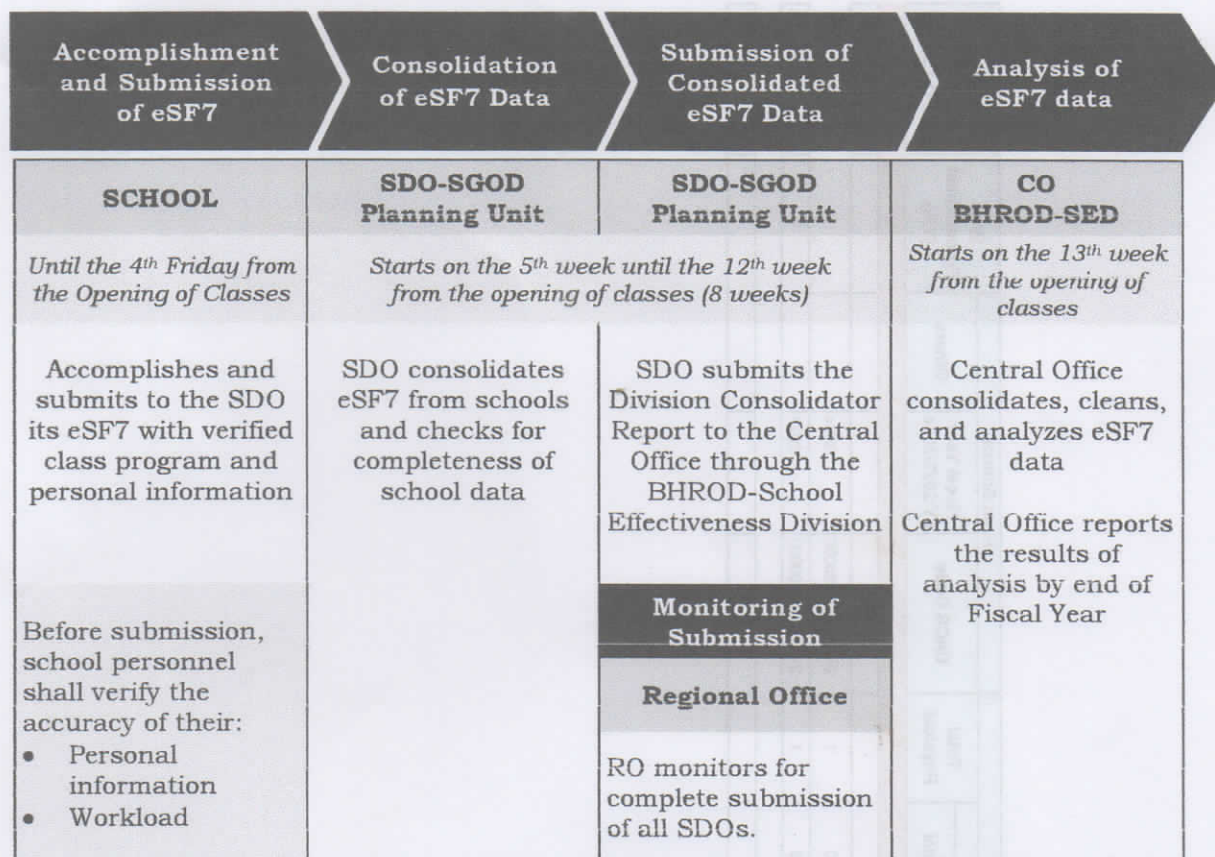 Accomplishment
and Submission
of eSF7
Consolidation
of eSF7 Data
Submission of
Consolidated
eSF7 Data
Analysis of
eSF7 data
SCHOOL
SDO-SGOD
Planning Unit
SDO-SGOD
Planning Unit
CO
BHROD-SED
Until the 4th Friday from
the Opening of Classes
Starts on the 5th week until the 12th week
from the opening of classes (8 weeks)
Starts on the 13th week
from the opening of
classes
Accomplishes and
submits to the SDO
its eSF7 with verified
class program and
personal information
SDO consolidates
eSF7 from schools
and checks for
completeness of
school data
SDO submits the
Division Consolidator
Report to the Central
Office through the
BHROD-School
Effectiveness Division
Central Office
consolidates, cleans,
and analyzes eSF7
data
Central Office reports
the results of
analysis by end of
Fiscal Year
Before submission,
school personnel
shall verify the
accuracy of their:
• Personal
information
• Workload
Monitoring of
Submission
Regional Office
RO monitors for
complete submission
of all SDOs.